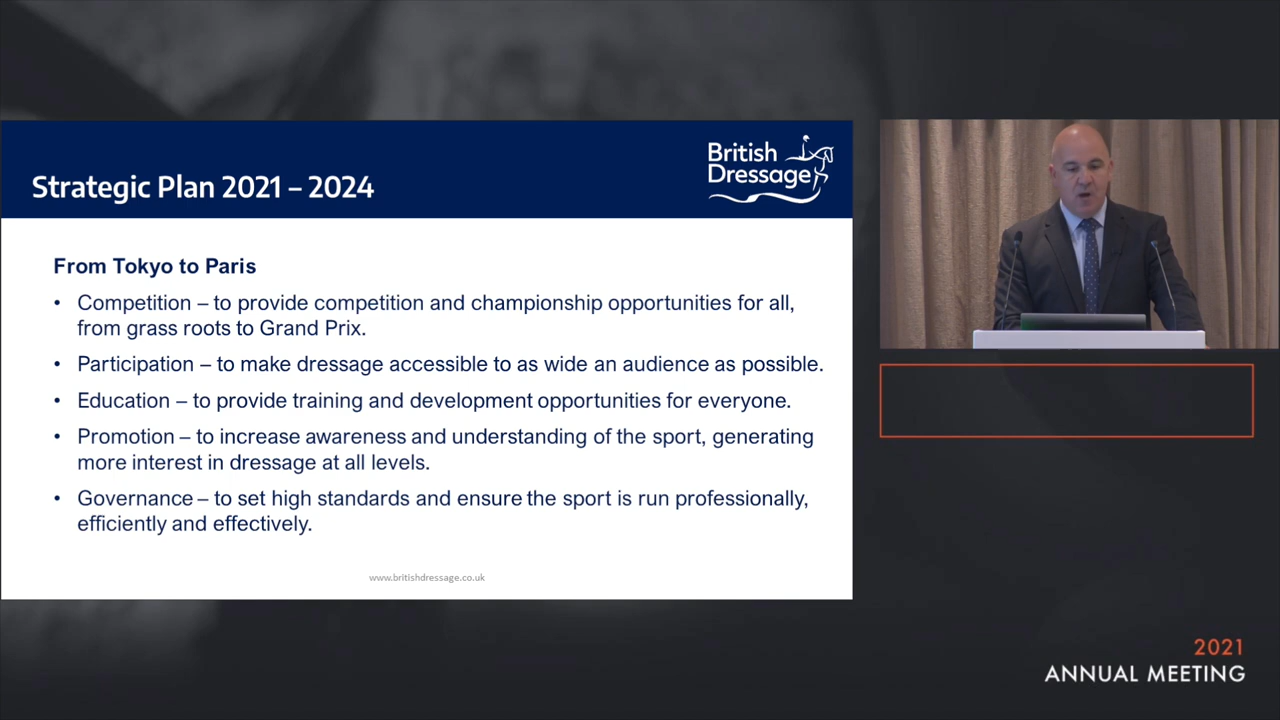 Strategic Plan 2021 – 2024
British
Dressage
From Tokyo to Paris
• Competition – to provide competition and championship opportunities for all,
from grass roots to Grand Prix.
• Participation – to make dressage accessible to as wide an audience as possible.
• Education – to provide training and development opportunities for everyone.
• Promotion – to increase awareness and understanding of the sport, generating
more interest in dressage at all levels.
• Governance – to set high standards and ensure the sport is run professionally,
efficiently and effectively.
www.britishdressage.co.uk
2021
ANNUAL MEETING